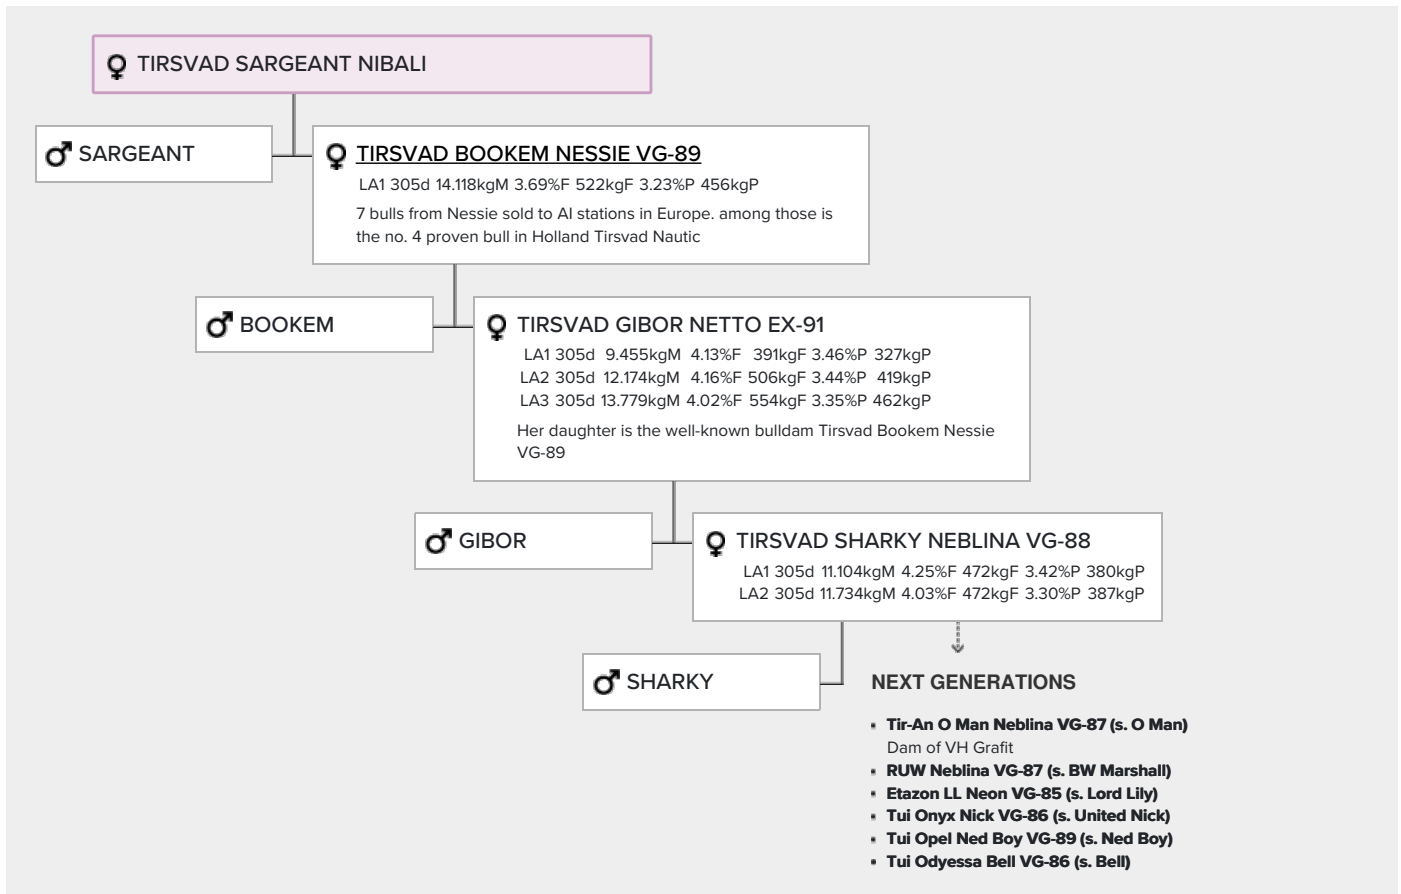 TIRSVAD SARGEANT NIBALI
SARGEANT
TIRSVAD BOOKEM NESSIE VG-89
LA1 305d 14.118kgM 3.69%F 522kgF 3.23%P 456kgP
7 bulls from Nessie sold to AI stations in Europe. among those is
the no. 4 proven bull in Holland Tirsvad Nautic
BOOKEM
TIRSVAD GIBOR NETTO EX-91
LA1 305d 9.455kgM 4.13%F 391kgF 3.46%P 327kgP
LA2 305d 12.174kgM 4.16%F 506kgF 3.44%P 419kgP
LA3 305d 13.779kgM 4.02%F 554kgF 3.35%P 462kgP
Her daughter is the well-known bulldam Tirsvad Bookem Nessie
VG-89
GIBOR
TIRSVAD SHARKY NEBLINA VG-88
LA1 305d 11.104kgM 4.25%F 472kgF 3.42%P 380kgP
LA2 305d 11.734kgM 4.03%F 472kgF 3.30%P 387kgP
SHARKY
NEXT GENERATIONS
Tir-An O Man Neblina VG-87 (s. O Man)
Dam of VH Grafit
RUW Neblina VG-87 (s. BW Marshall)
Etazon LL Neon VG-85 (s. Lord Lily)
Tui Onyx Nick VG-86 (s. United Nick)
Tui Opel Ned Boy VG-89 (s. Ned Boy)
Tui Odyessa Bell VG-86 (s. Bell)